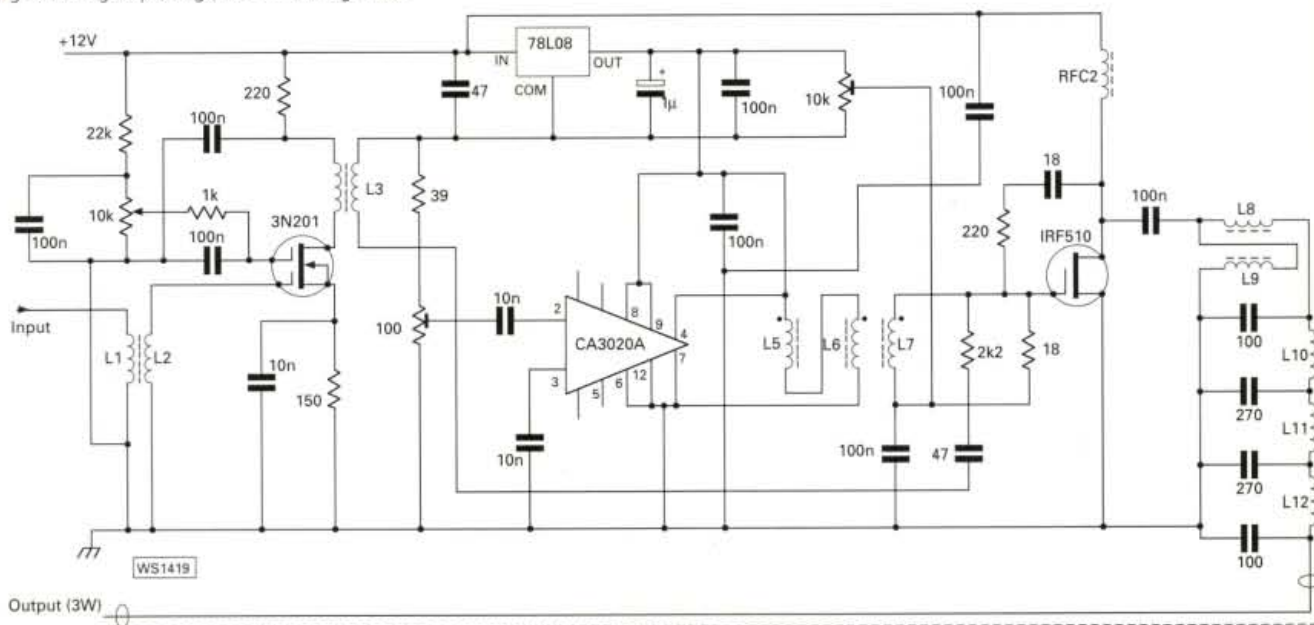 +12V
IN
78L08
OUT
COM
220
47
+
1µ
100n
10k
100n
RFC2
22k
100n
1k
10k
100n
100n
3N201
L3
39
18
220
100n
IRF510
L8
L9
Input
L1
L2
10n
150
100
10n
2
3
8
9
4
7
CA3020A
12
6
5
10n
100n
L5
L6
L7
2k2
18
100n
47
100
L10
270
L11
270
L12
100
WS1419
Output (3W)